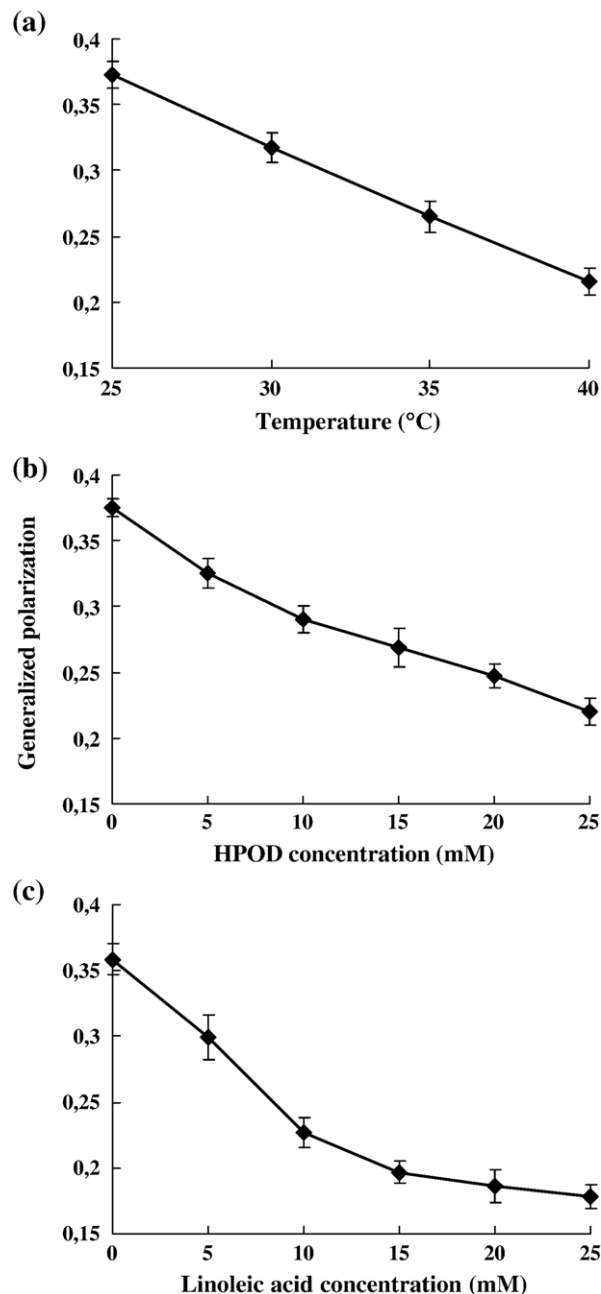 (a)
0,4
0,35
0,3
0,25
0,2
0,15
25 30 35 40
Temperature (°C)
(b)
0,4
0,35
0,3
0,25
0,2
0,15
0 5 10 15 20 25
HPOD concentration (mM)
Generalized polarization
(c)
0,4
0,35
0,3
0,25
0,2
0,15
0 5 10 15 20 25
Linoleic acid concentration (mM)